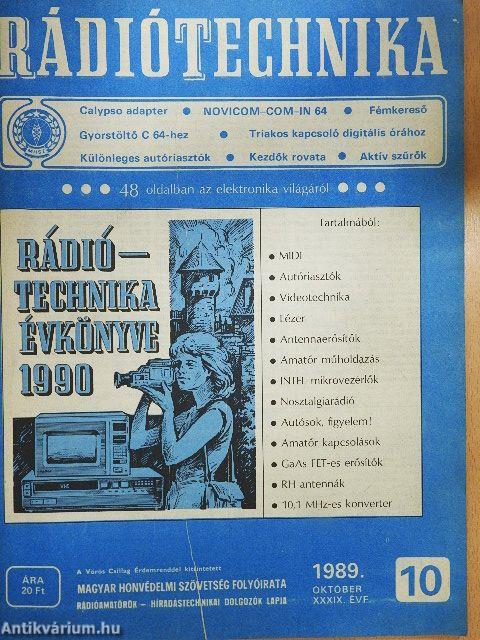 RÁDIÓTECHNIKA
Calypso adapter ● NOVICOM–COM–IN 64 ● Fémkereső
Gyorstöltő C 64-hez ● Triakos kapcsoló digitális órához
Különleges autóriasztók ● Kezdők rovata ● Aktív szűrők
MHSZ
● ● ● 48 oldalban az elektronika világáról ● ● ●
RÁDIÓ–
TECHNIKA
ÉVKÖNYVE
1990
VHS
Tartalmából:
● MIDI
● Autóriasztók
● Videotechnika
● Lézer
● Antennaerősítők
● Amatőr műholdazás
● INTEL mikrovezérlők
● Nosztalgiarádió
● Autósok, figyelem!
● Amatőr kapcsolások
● GaAs FET-es erősítők
● RH antennák
● 10,1 MHz-es konverter
ÁRA
20 Ft
A Vörös Csillag Érdemrenddel kitüntetett
MAGYAR HONVÉDELMI SZÖVETSÉG FOLYÓIRATA
RÁDIÓAMATŐRÖK – HÍRADÁSTECHNIKAI DOLGOZÓK LAPJA
1989.
OKTÓBER
XXXIX. ÉVF.
10
Antikvárium.hu